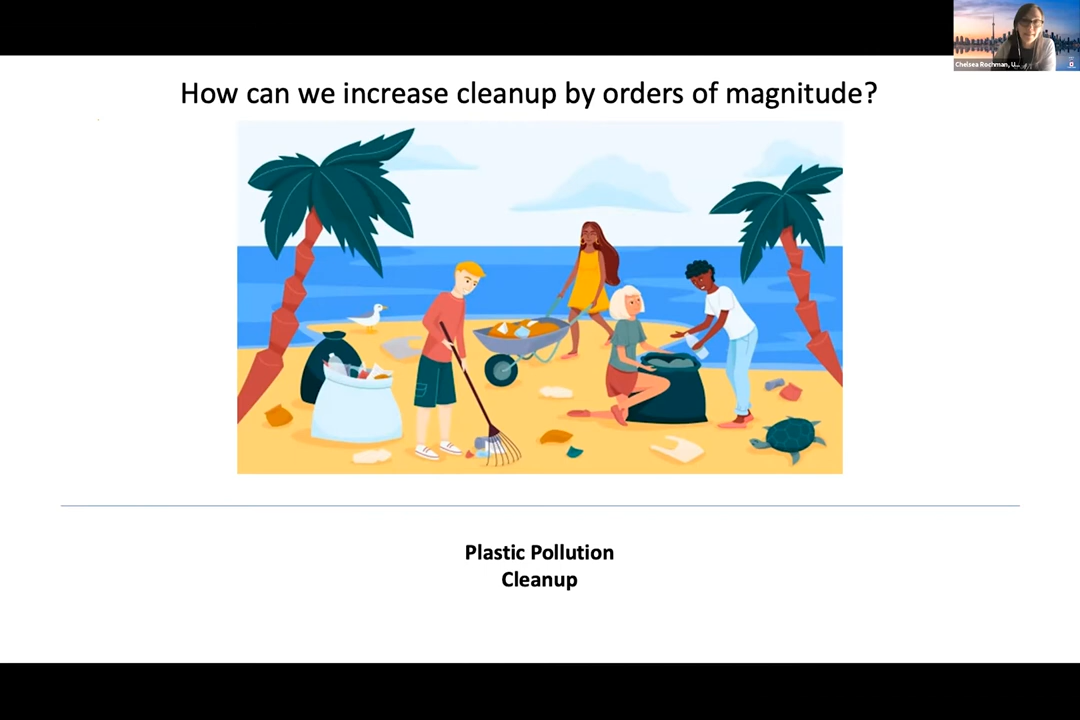 Chelsea Rochman, U...
How can we increase cleanup by orders of magnitude?
Plastic Pollution
Cleanup